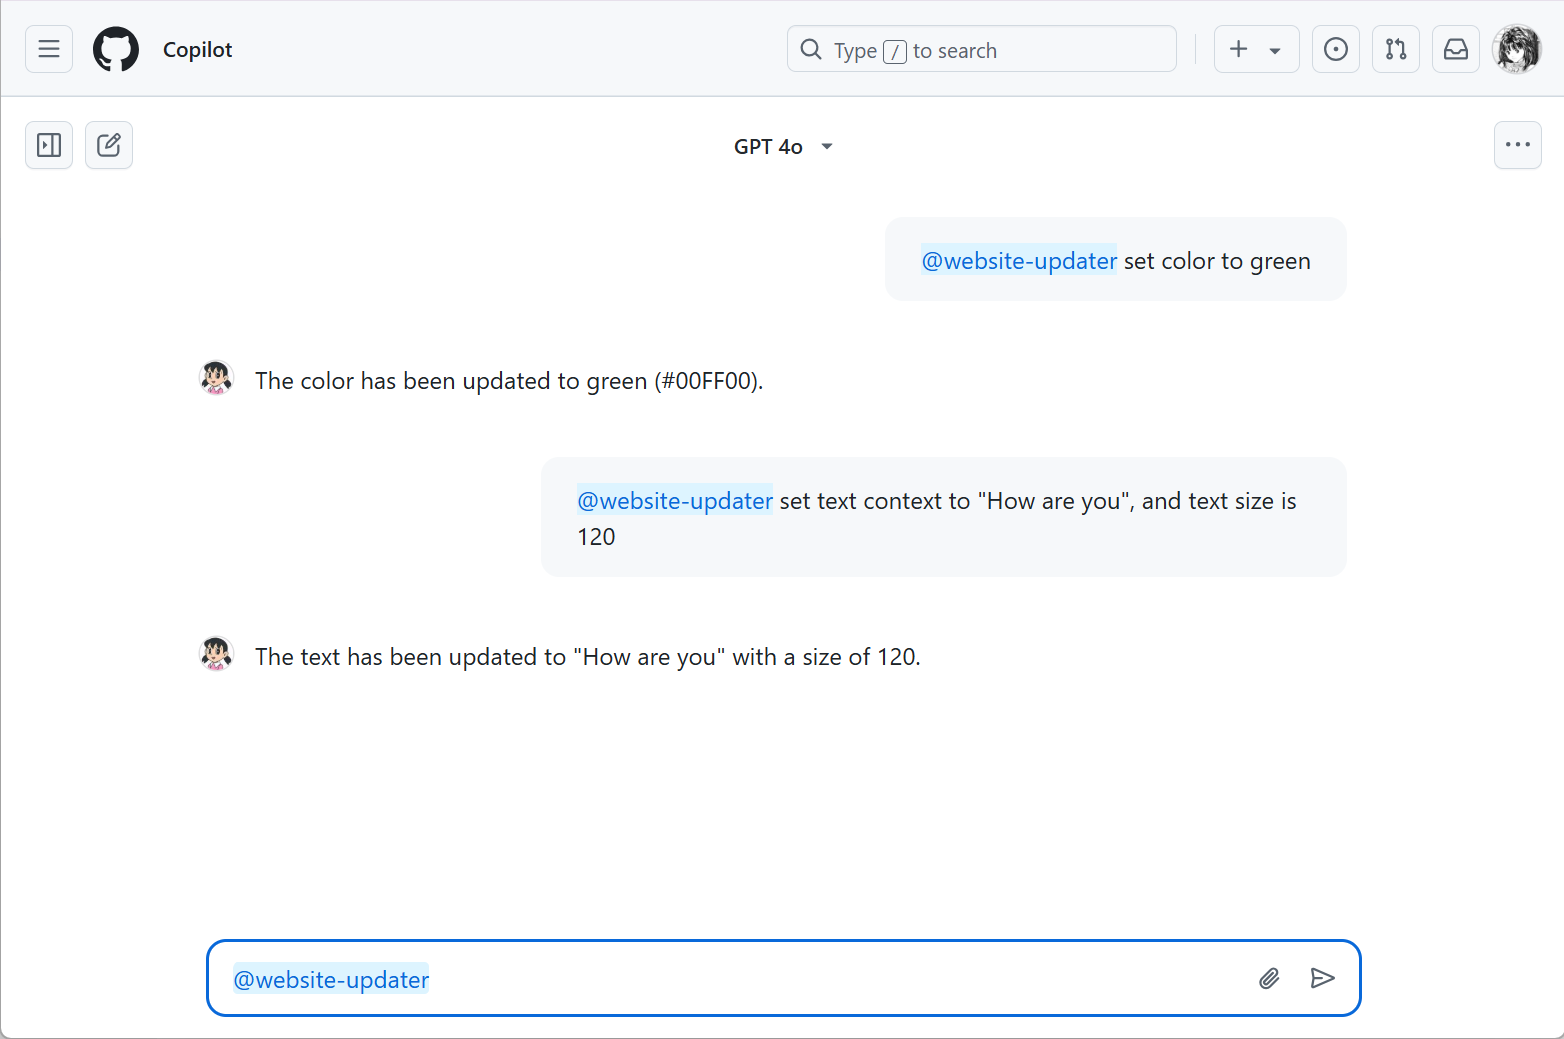 Copilot
Type / to search
GPT 4o
@website-updater set color to green
The color has been updated to green (#00FF00).
@website-updater set text context to "How are you", and text size is
120
The text has been updated to "How are you" with a size of 120.
@website-updater